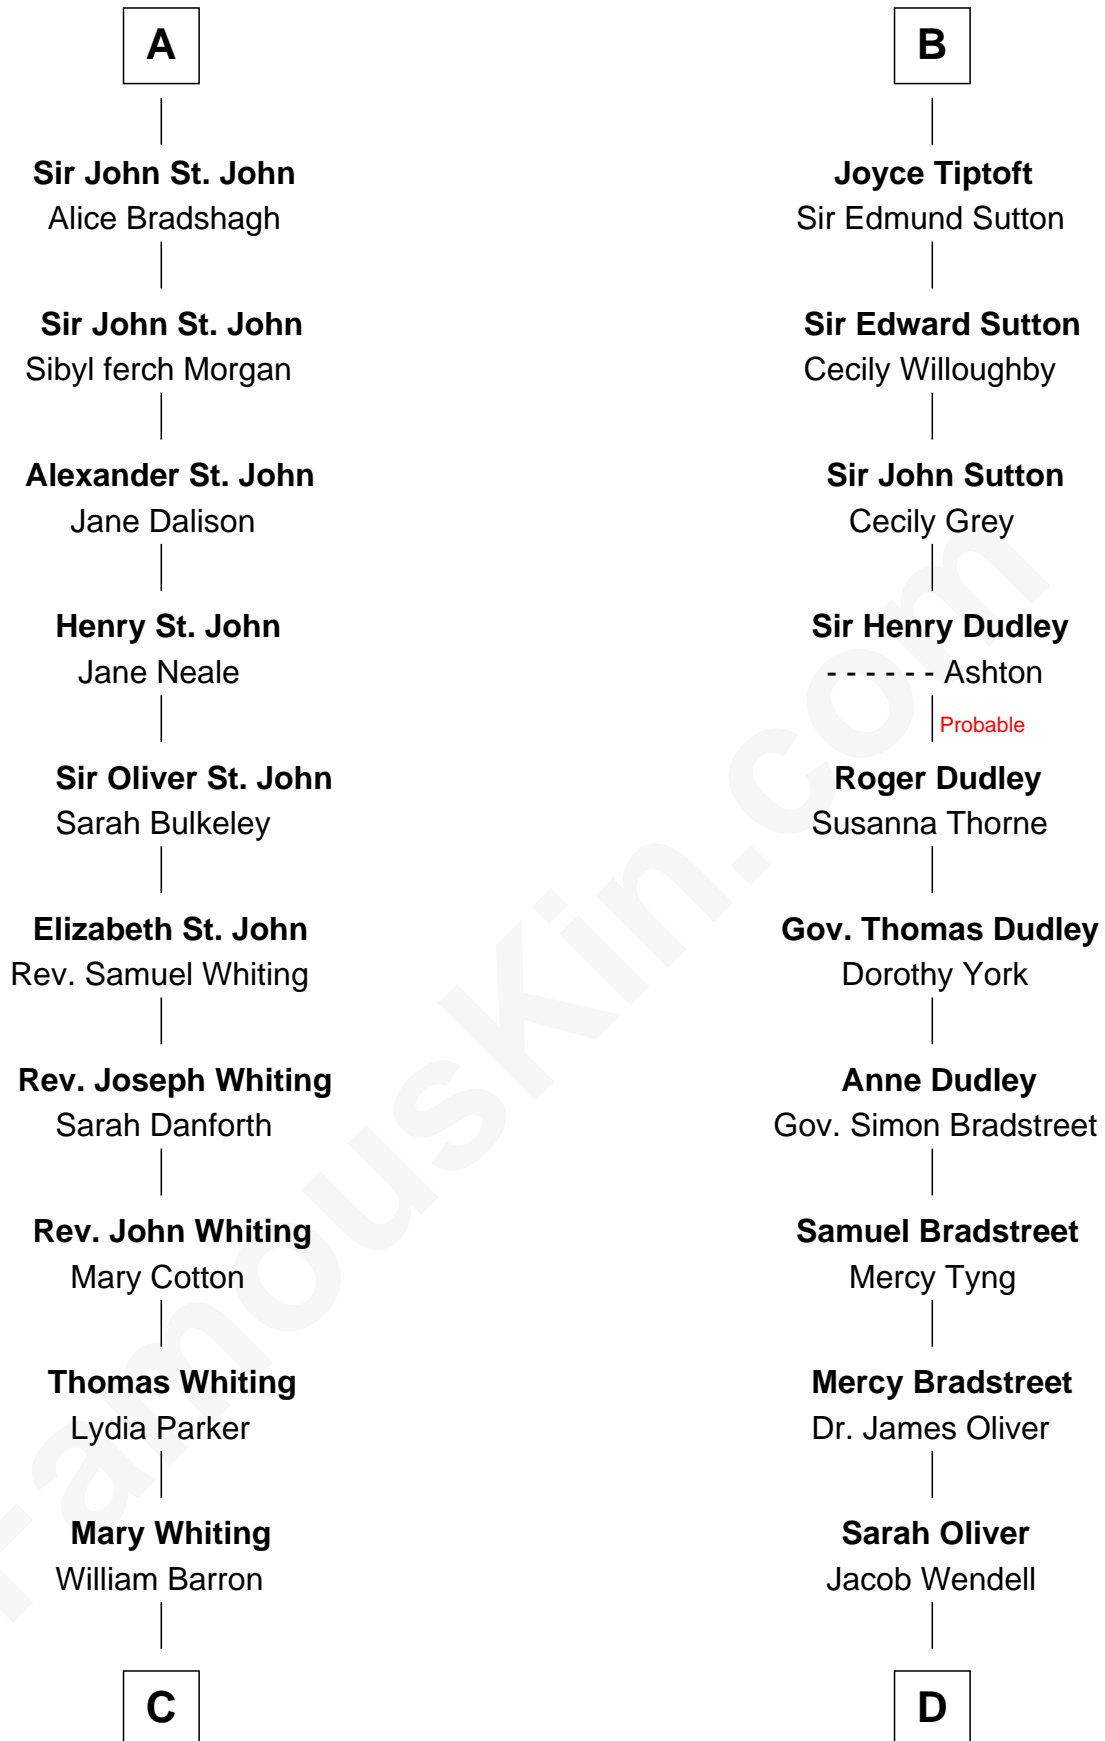 A
Sir John St. John
Alice Bradshagh
Sir John St. John
Sibyl ferch Morgan
Alexander St. John
Jane Dalison
Henry St. John
Jane Neale
Sir Oliver St. John
Sarah Bulkeley
Elizabeth St. John
Rev. Samuel Whiting
Rev. Joseph Whiting
Sarah Danforth
Rev. John Whiting
Mary Cotton
Thomas Whiting
Lydia Parker
Mary Whiting
William Barron
C
B
Joyce Tiptoft
Sir Edmund Sutton
Sir Edward Sutton
Cecily Willoughby
Sir John Sutton
Cecily Grey
Sir Henry Dudley
- - - - - - Ashton
Probable
Roger Dudley
Susanna Thorne
Gov. Thomas Dudley
Dorothy York
Anne Dudley
Gov. Simon Bradstreet
Samuel Bradstreet
Mercy Tyng
Mercy Bradstreet
Dr. James Oliver
Sarah Oliver
Jacob Wendell
D
FamousKin.com